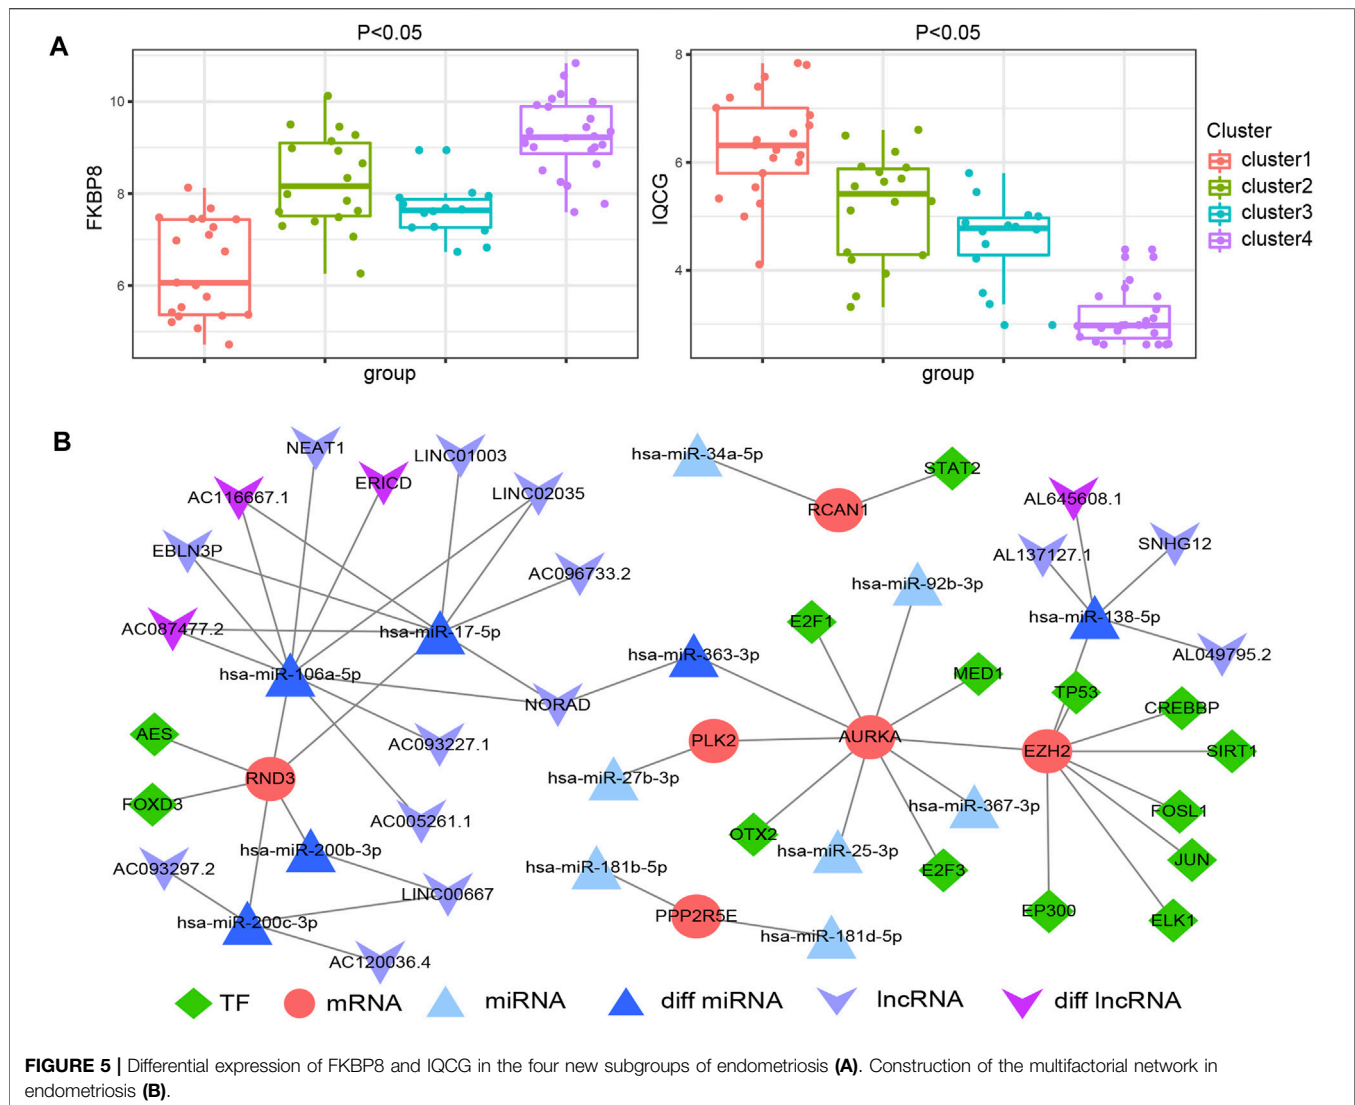 A
P<0.05
P<0.05
FKBP8
10
8
6
group
IQCG
8
6
4
group
Cluster
cluster1
cluster2
cluster3
cluster4
B
NEAT1
LINC01003
ERICD
AC116667.1
LINC02035
EBLN3P
AC096733.2
AC087477.2
hsa-miR-17-5p
hsa-miR-106a-5p
NORAD
AES
AC093227.1
RND3
FOXD3
AC005261.1
hsa-miR-200b-3p
AC093297.2
LINC00667
hsa-miR-200c-3p
AC120036.4
hsa-miR-34a-5p
STAT2
RCAN1
hsa-miR-92b-3p
E2F1
hsa-miR-363-3p
MED1
PLK2
AURKA
hsa-miR-27b-3p
hsa-miR-367-3p
OTX2
hsa-miR-25-3p
E2F3
hsa-miR-181b-5p
PPP2R5E
hsa-miR-181d-5p
AL645608.1
AL137127.1
SNHG12
hsa-miR-138-5p
AL049795.2
TP53
CREBBP
EZH2
SIRT1
FOSL1
JUN
EP300
ELK1
TF
mRNA
miRNA
diff miRNA
lncRNA
diff lncRNA
FIGURE 5 | Differential expression of FKBP8 and IQCG in the four new subgroups of endometriosis (A). Construction of the multifactorial network in
endometriosis (B).